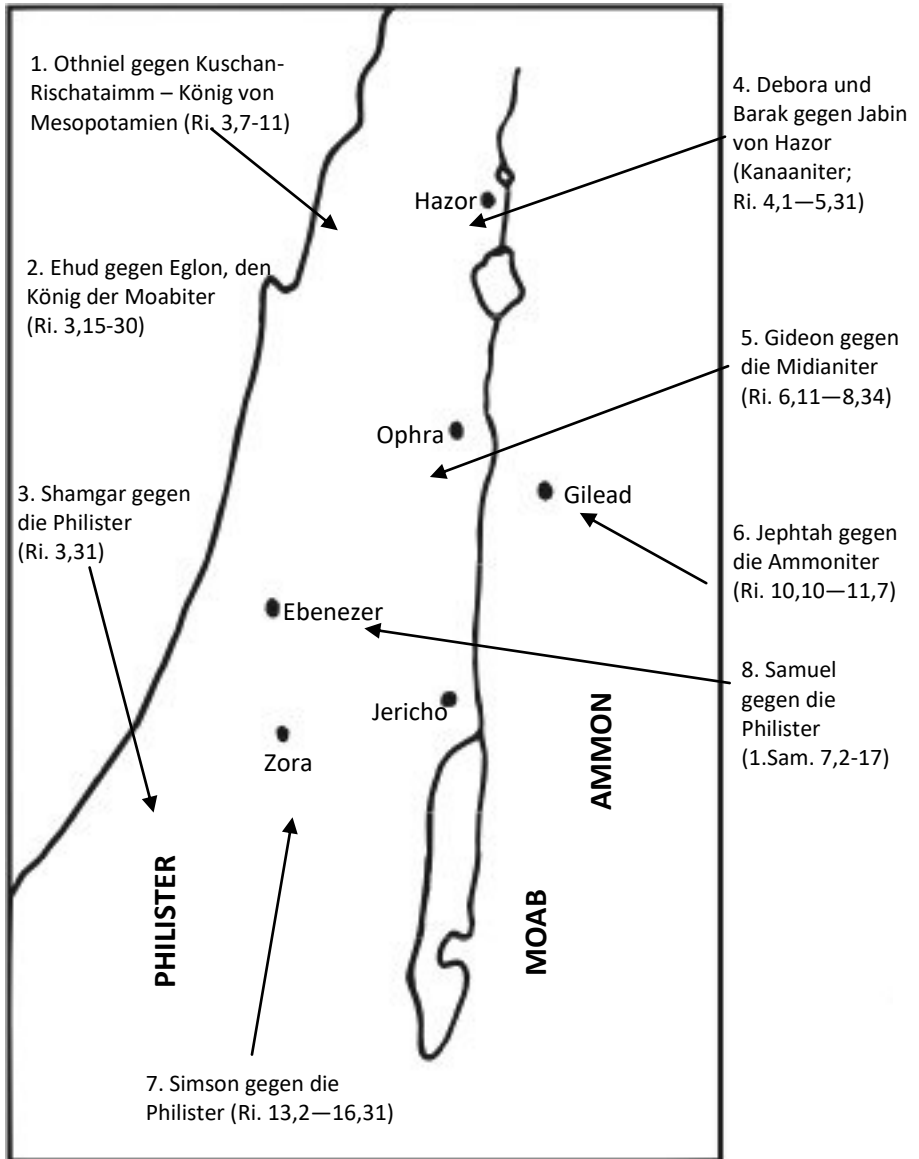 1. Othniel gegen Kuschan-
Rischataimm – König von
Mesopotamien (Ri. 3,7-11)
2. Ehud gegen Eglon, den
König der Moabiter
(Ri. 3,15-30)
3. Shamgar gegen
die Philister
(Ri. 3,31)
4. Debora und
Barak gegen Jabin
von Hazor
(Kanaaniter;
Ri. 4,1—5,31)
5. Gideon gegen
die Midianiter
(Ri. 6,11—8,34)
6. Jephtah gegen
die Ammoniter
(Ri. 10,10—11,7)
8. Samuel
gegen die
Philister
(1.Sam. 7,2-17)
7. Simson gegen die
Philister (Ri. 13,2—16,31)
Hazor
Ophra
Gilead
Ebenezer
Jericho
Zora
AMMON
MOAB
PHILISTER